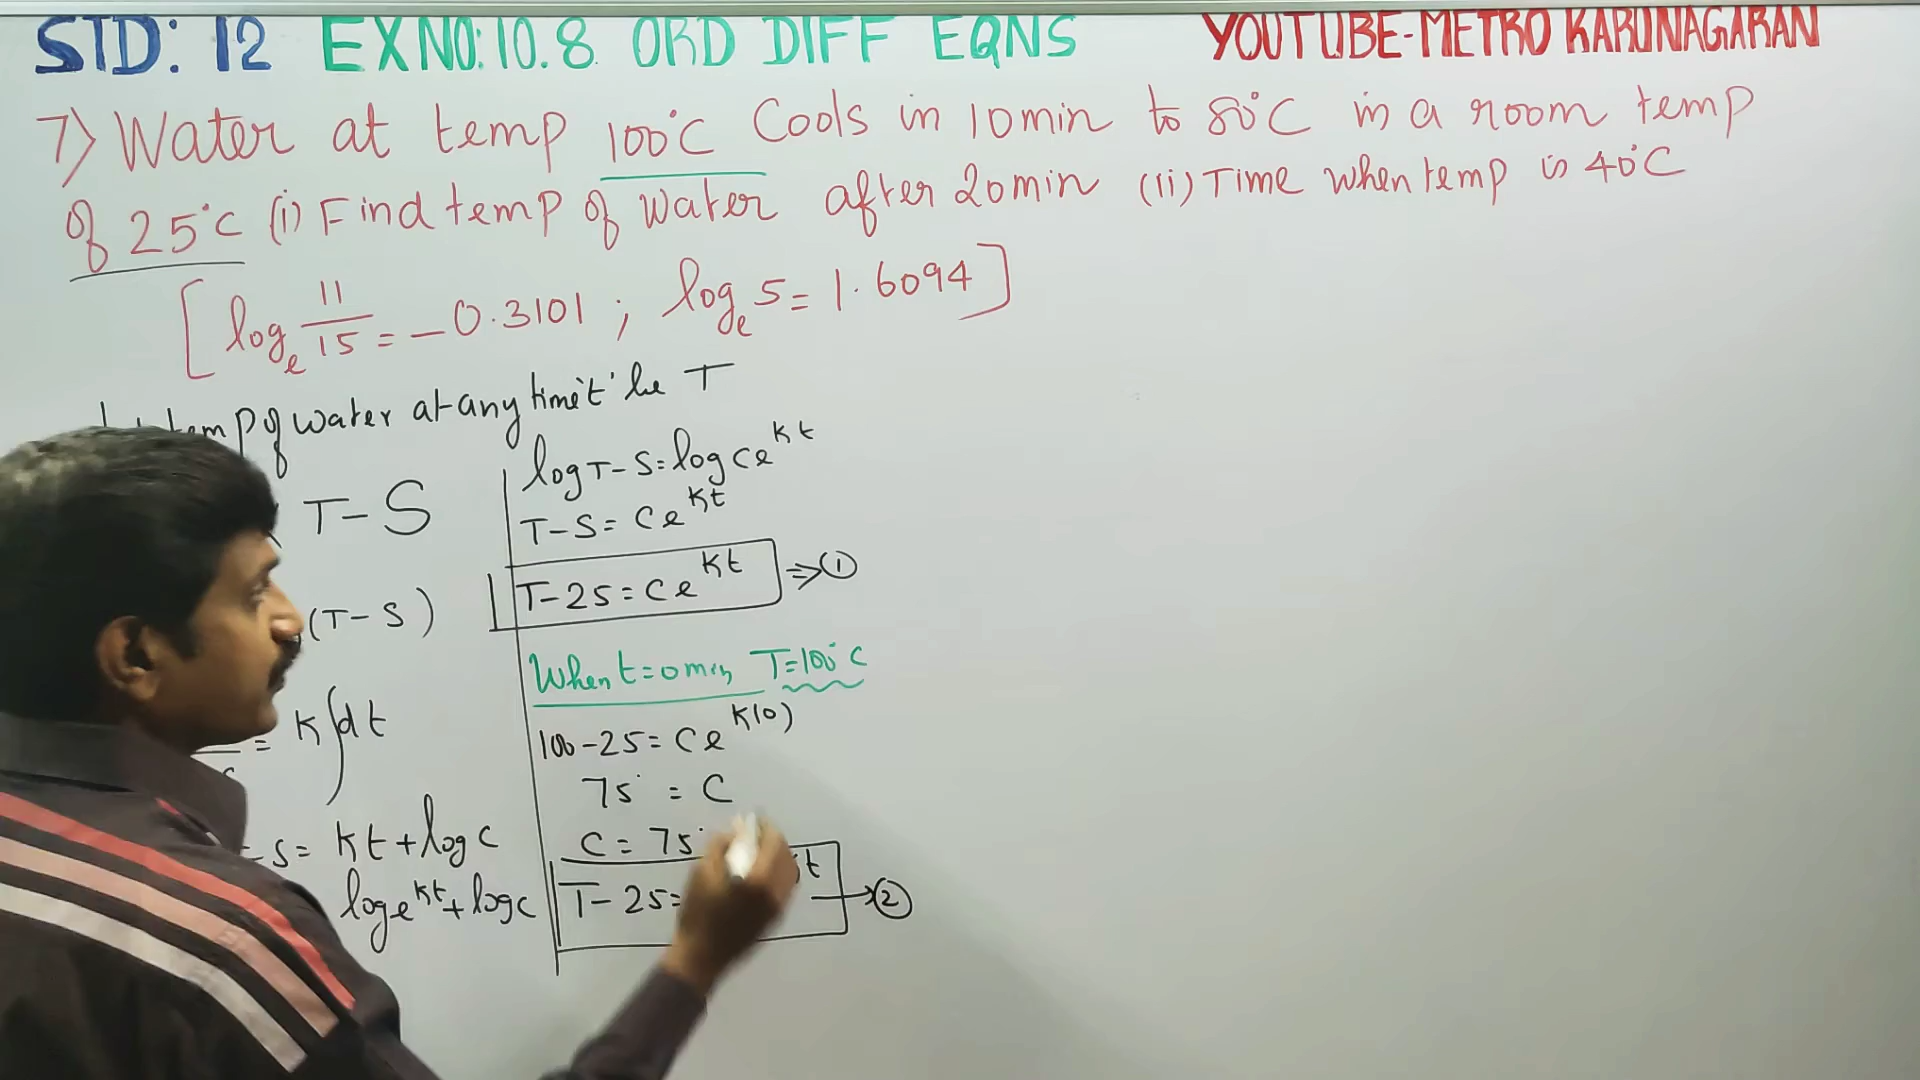 STD: 12 EX NO: 10.8 ORD DIFF EQNS YOUTUBE-METRO KARUNAGARAN
7) Water at temp 100°C Cools in 10min to 80°C in a room temp
of 25°C (i) Find temp of water after 20min (ii) Time when temp is 40°C
[log_e 11/15 = -0.3101 ; log_e 5 = 1.6094]
temp of water at any time 't' be T
T-S
(T-S)
= K∫dt
-S = Kt + log c
log e^Kt + log c
log T-S = log Ce^Kt
T-S = Ce^Kt
T-25 = Ce^Kt ⇒ ①
When t=0 min, T=100°C
100-25 = Ce^K(0)
75 = C
C = 75
T-25 = t → ②